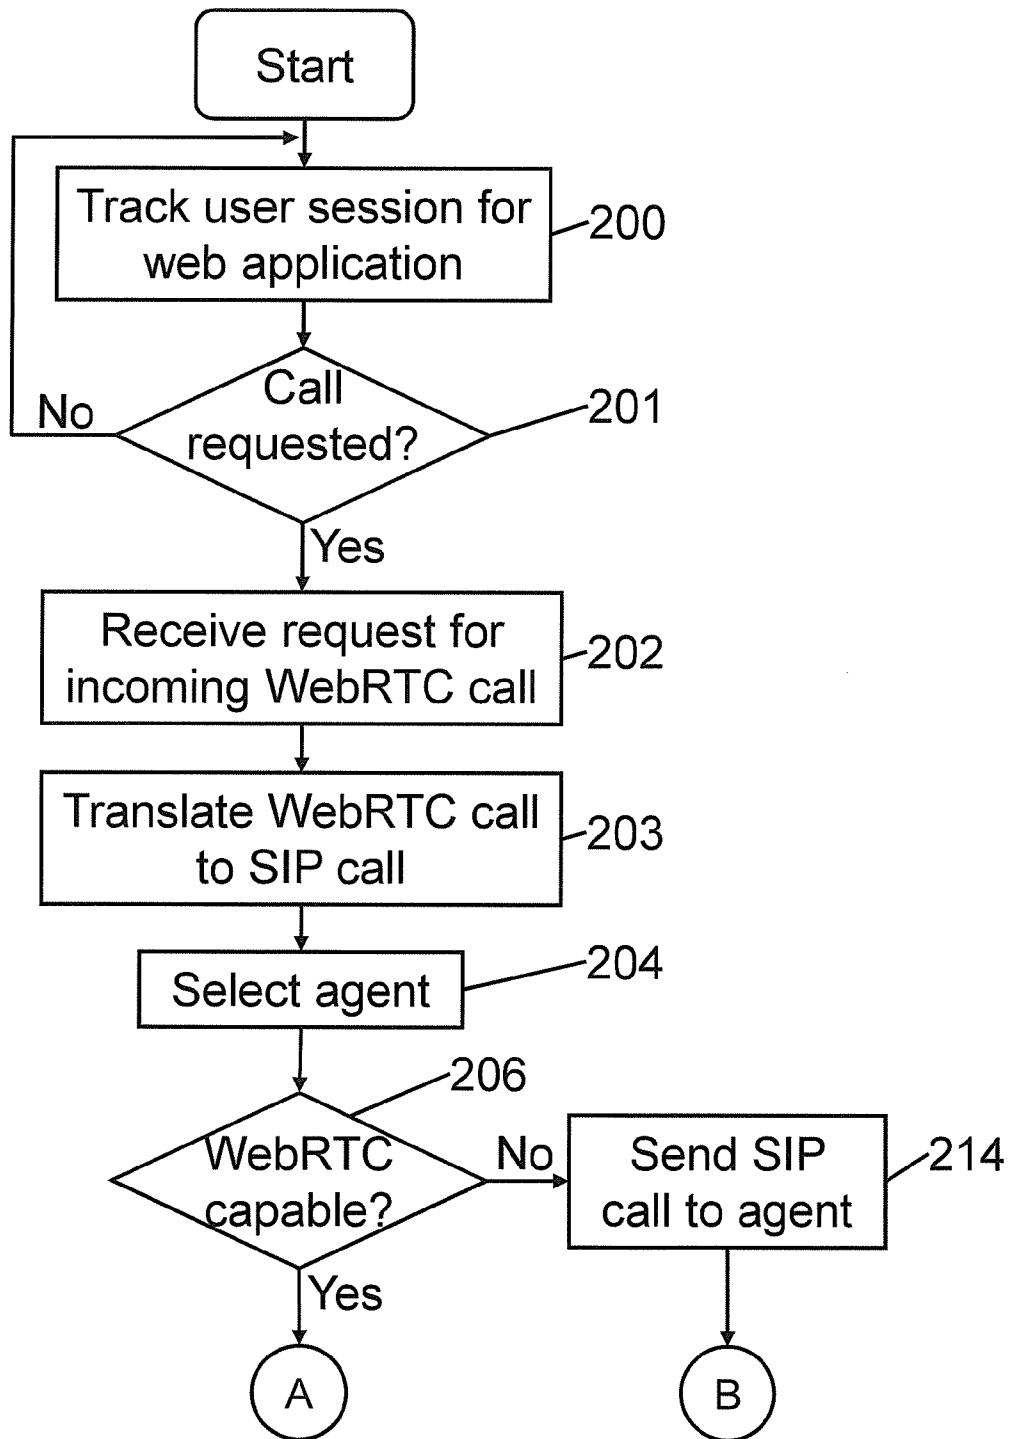 Start
Track user session for
web application
200
Call
requested?
201
No
Yes
Receive request for
incoming WebRTC call
202
Translate WebRTC call
to SIP call
203
Select agent
204
206
WebRTC
capable?
No
Send SIP
call to agent
214
Yes
A
B